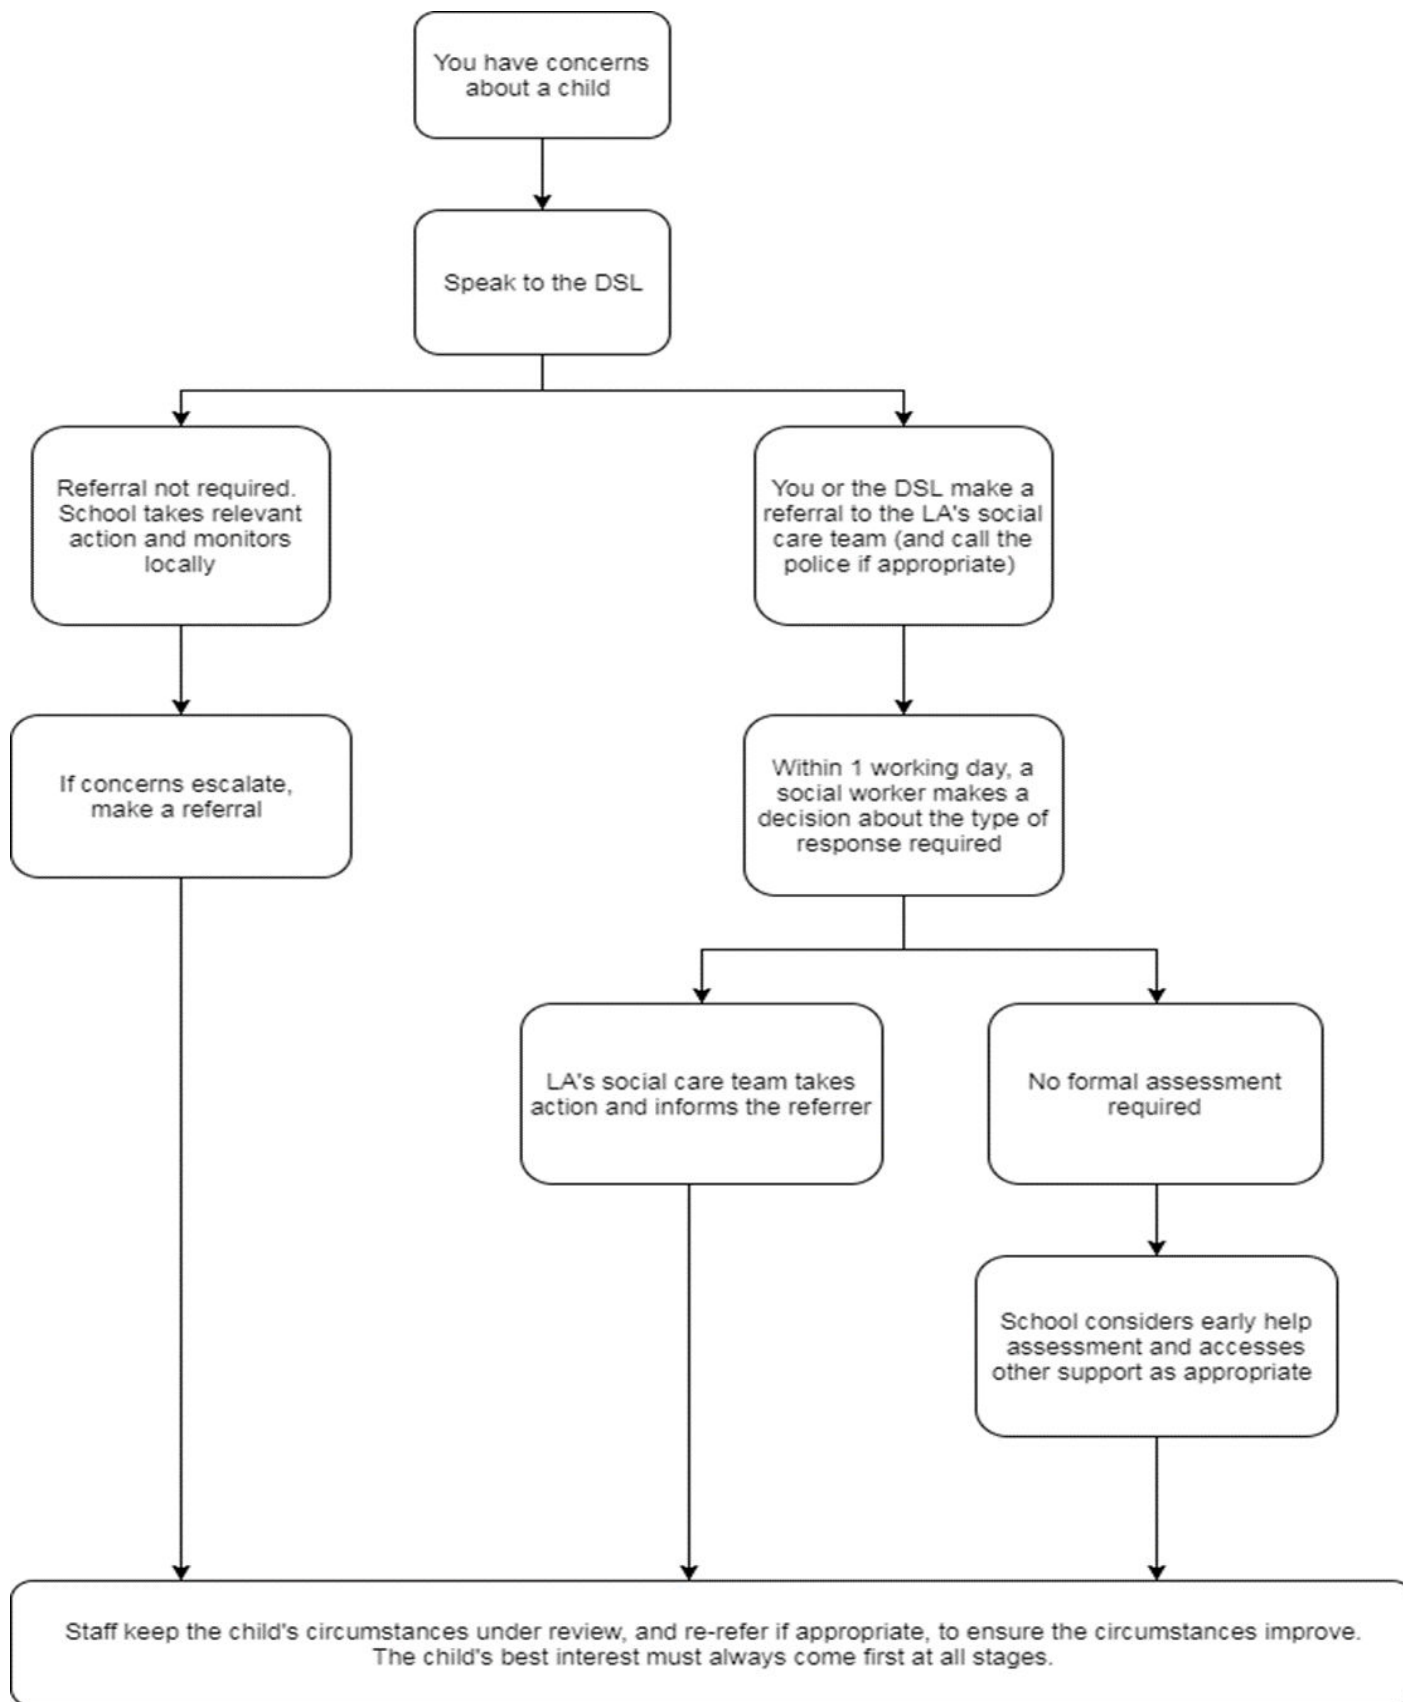 You have concerns
about a child
Speak to the DSL
Referral not required.
School takes relevant
action and monitors
locally
You or the DSL make a
referral to the LA's social
care team (and call the
police if appropriate)
If concerns escalate,
make a referral
Within 1 working day, a
social worker makes a
decision about the type of
response required
LA's social care team takes
action and informs the referrer
No formal assessment
required
School considers early help
assessment and accesses
other support as appropriate
Staff keep the child's circumstances under review, and re-refer if appropriate, to ensure the circumstances improve.
The child's best interest must always come first at all stages.